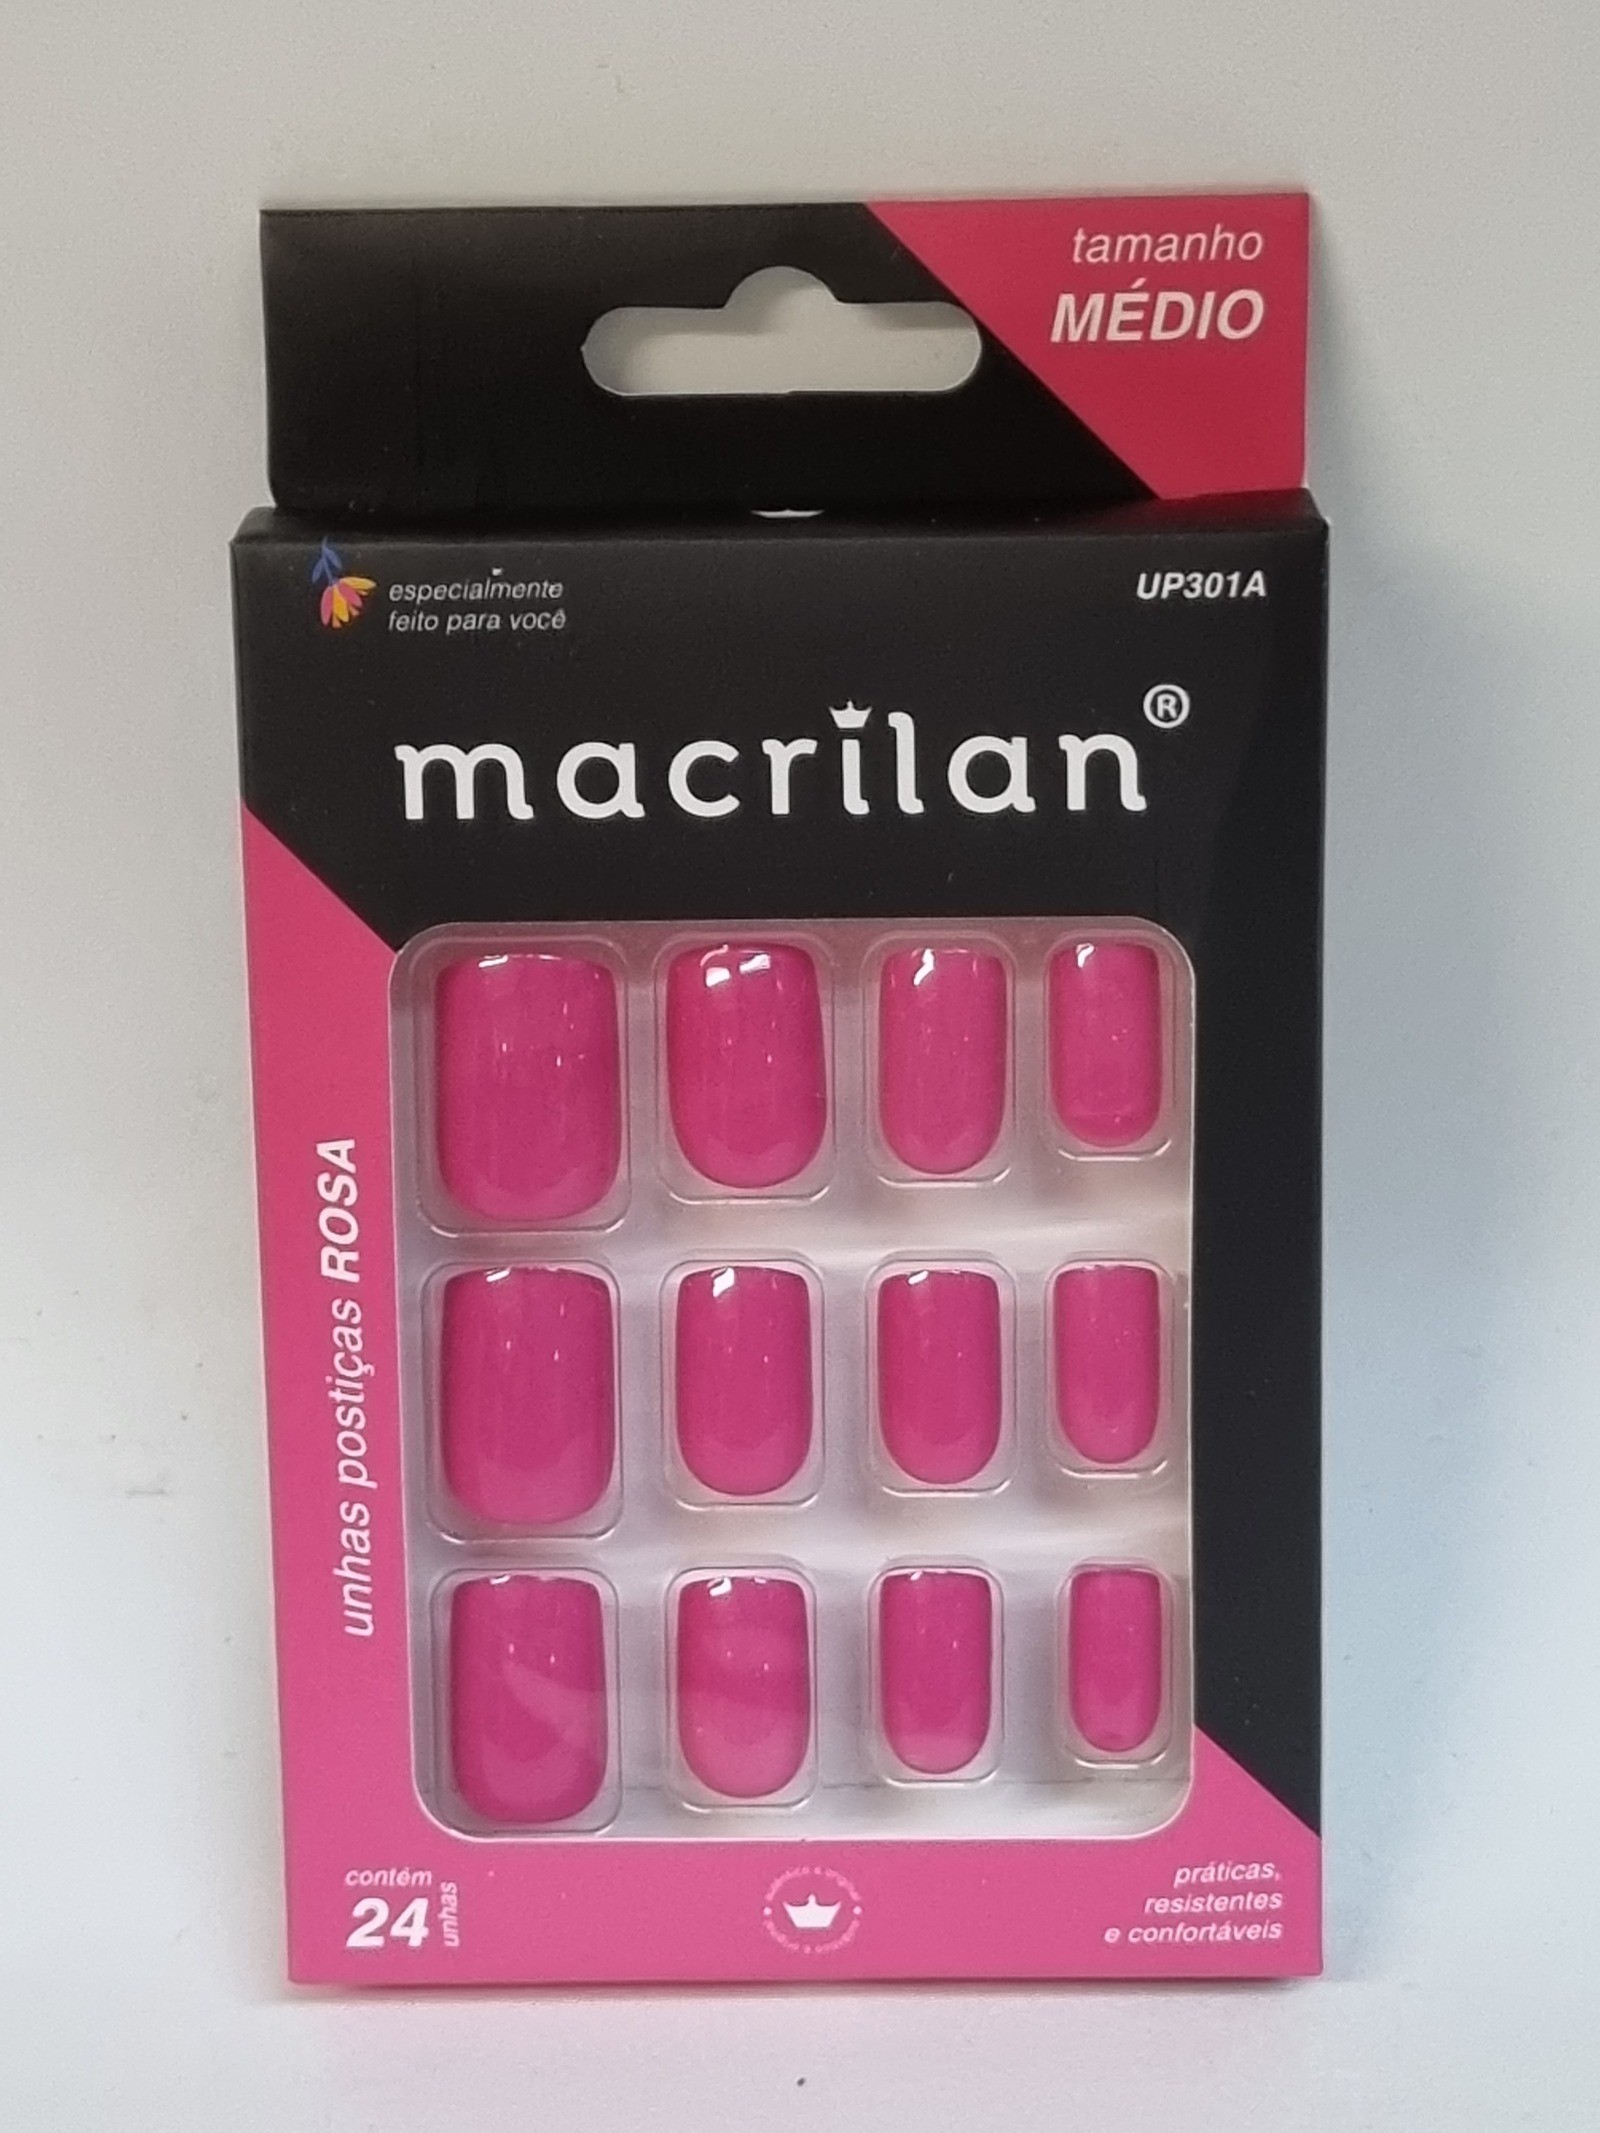 tamanho
MÉDIO
especialmente
feito para você
UP301A
macrilan®
unhas postiças ROSA
contém
24
unhas
práticas,
resistentes
e confortáveis